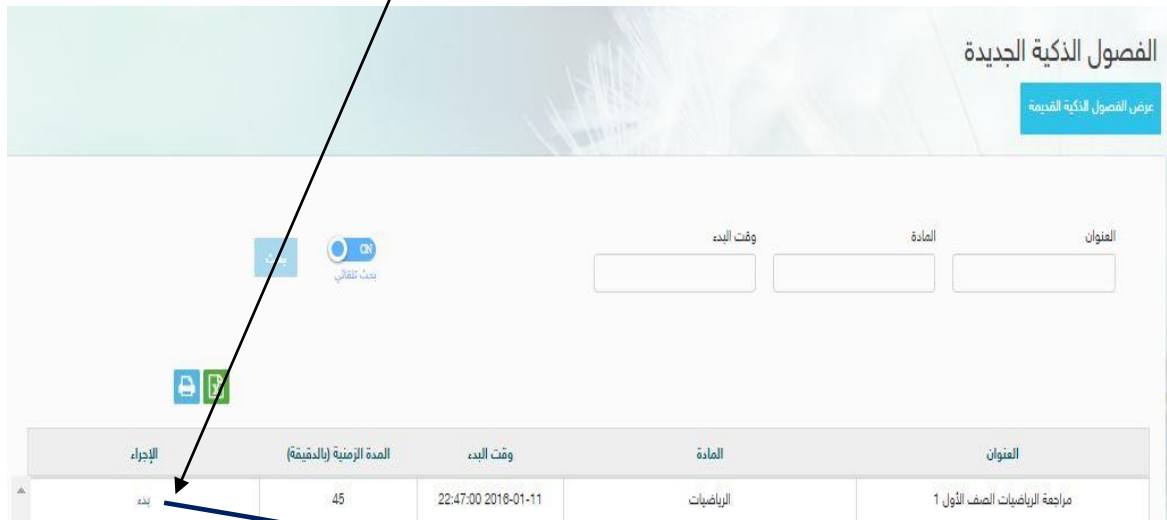 الفصول الذكية الجديدة
عرض الفصول الذكية القديمة
العنوان المادة وقت البدء
ON بحث
بحث تلقائي
العنوان المادة وقت البدء المدة الزمنية (بالدقيقة) الإجراء
مراجعة الرياضيات الصف الأول 1 الرياضيات 22:47:00 2016-01-11 45 بدء